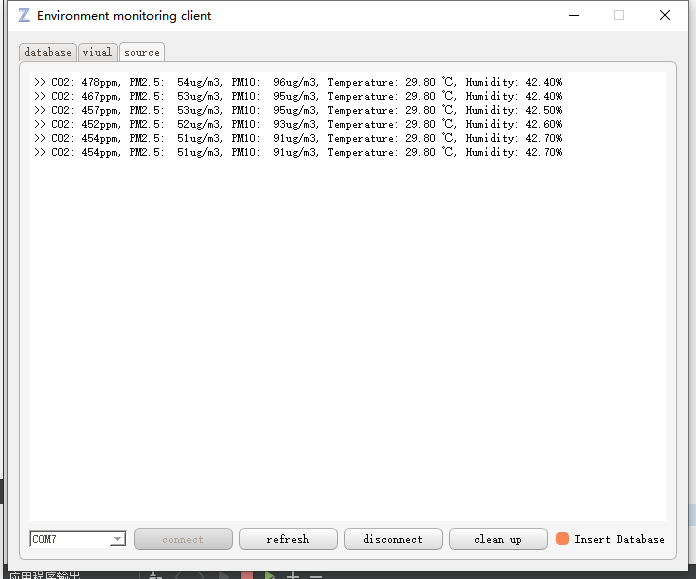 Z Environment monitoring client
database viual source
>> CO2: 478ppm, PM2.5: 54ug/m3, PM10: 96ug/m3, Temperature: 29.80 ℃, Humidity: 42.40%
>> CO2: 467ppm, PM2.5: 53ug/m3, PM10: 95ug/m3, Temperature: 29.80 ℃, Humidity: 42.40%
>> CO2: 457ppm, PM2.5: 53ug/m3, PM10: 95ug/m3, Temperature: 29.80 ℃, Humidity: 42.50%
>> CO2: 452ppm, PM2.5: 52ug/m3, PM10: 93ug/m3, Temperature: 29.80 ℃, Humidity: 42.60%
>> CO2: 454ppm, PM2.5: 51ug/m3, PM10: 91ug/m3, Temperature: 29.80 ℃, Humidity: 42.70%
>> CO2: 454ppm, PM2.5: 51ug/m3, PM10: 91ug/m3, Temperature: 29.80 ℃, Humidity: 42.70%
COM7 connect refresh disconnect clean up Insert Database
应用程序输出